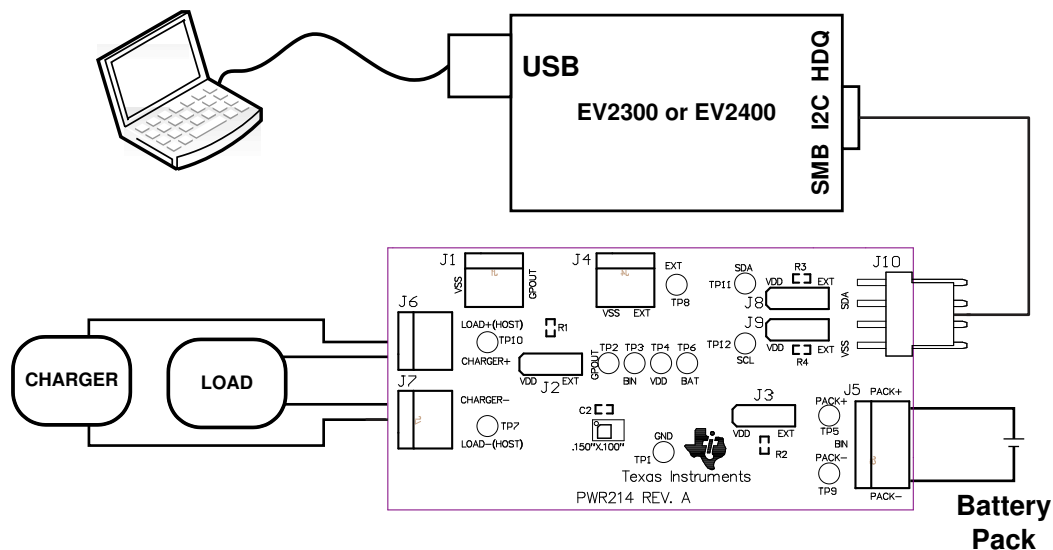 USB
EV2300 or EV2400
SMB I2C HDQ
J1
VSS
GPOUT
J4
VSS EXT
EXT
TP8
SDA
TP11
R3
VDD EXT
J8
SDA
J10
J9
TP12
SCL
VDD EXT
R4
VSS
J6
LOAD+(HOST)
TP10
CHARGER+
R1
VDD EXT
J2
GPOUT
TP2 TP3 TP4 TP6
BIN VDD BAT
J7
CHARGER-
TP7
LOAD-(HOST)
C2
.150"X.100"
GND
TP1
J3
VDD EXT
R2
PACK+
TP5
BIN
PACK-
TP9
J5
PACK+
PACK-
Texas Instruments
PWR214 REV. A
CHARGER
LOAD
Battery
Pack